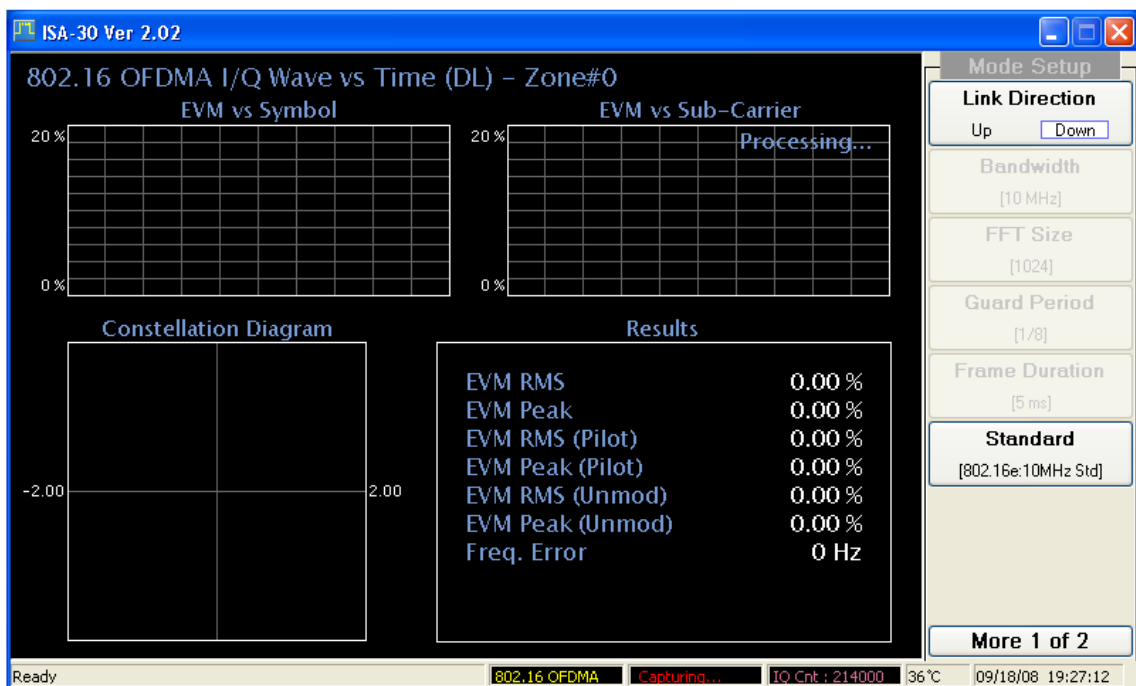 ISA-30 Ver 2.02
802.16 OFDMA I/Q Wave vs Time (DL) - Zone#0
EVM vs Symbol
20 %
0 %
EVM vs Sub-Carrier
20 %
Processing...
0 %
Constellation Diagram
-2.00
2.00
Results
EVM RMS 0.00 %
EVM Peak 0.00 %
EVM RMS (Pilot) 0.00 %
EVM Peak (Pilot) 0.00 %
EVM RMS (Unmod) 0.00 %
EVM Peak (Unmod) 0.00 %
Freq. Error 0 Hz
Mode Setup
Link Direction
Up Down
Bandwidth
[10 MHz]
FFT Size
[1024]
Guard Period
[1/8]
Frame Duration
[5 ms]
Standard
[802.16e:10MHz Std]
More 1 of 2
Ready 802.16 OFDMA Capturing... IQ Cnt : 214000 36℃ 09/18/08 19:27:12